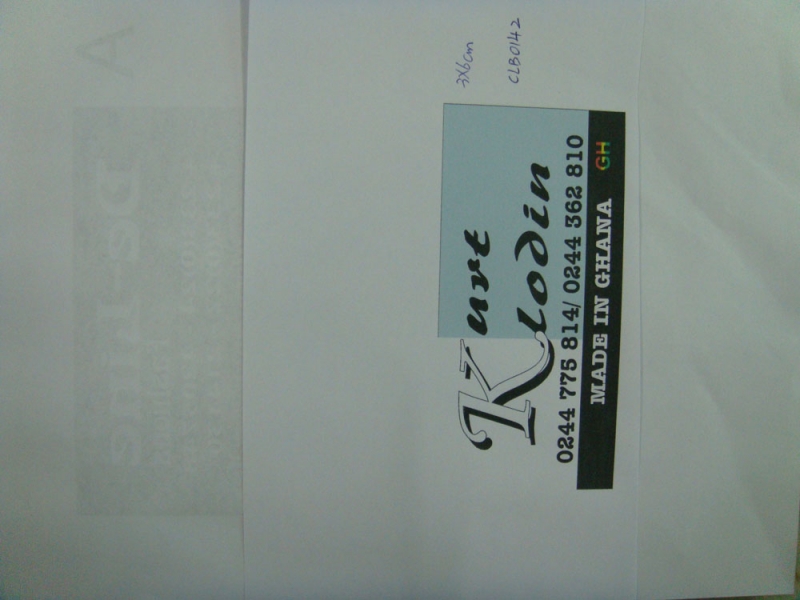 3X6cm
CLB0142
Kurt
Klodin
0244 775 814/ 0244 362 810
MADE IN GHANA GH
A